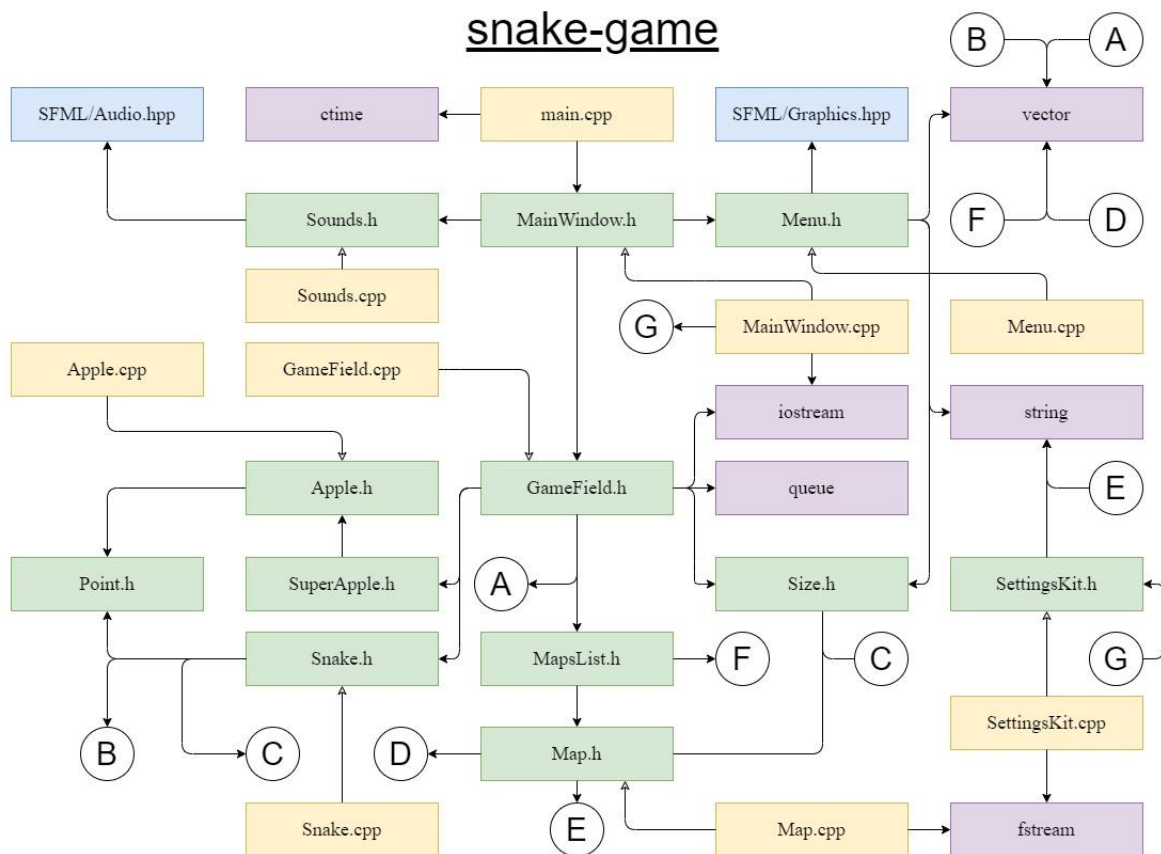 snake-game
B
A
SFML/Audio.hpp
ctime
main.cpp
SFML/Graphics.hpp
vector
Sounds.h
MainWindow.h
Menu.h
F
D
Sounds.cpp
G
MainWindow.cpp
Menu.cpp
Apple.cpp
GameField.cpp
iostream
string
Apple.h
GameField.h
queue
E
Point.h
SuperApple.h
A
Size.h
SettingsKit.h
Snake.h
MapsList.h
F
C
G
B
C
D
Map.h
SettingsKit.cpp
Snake.cpp
E
Map.cpp
fstream